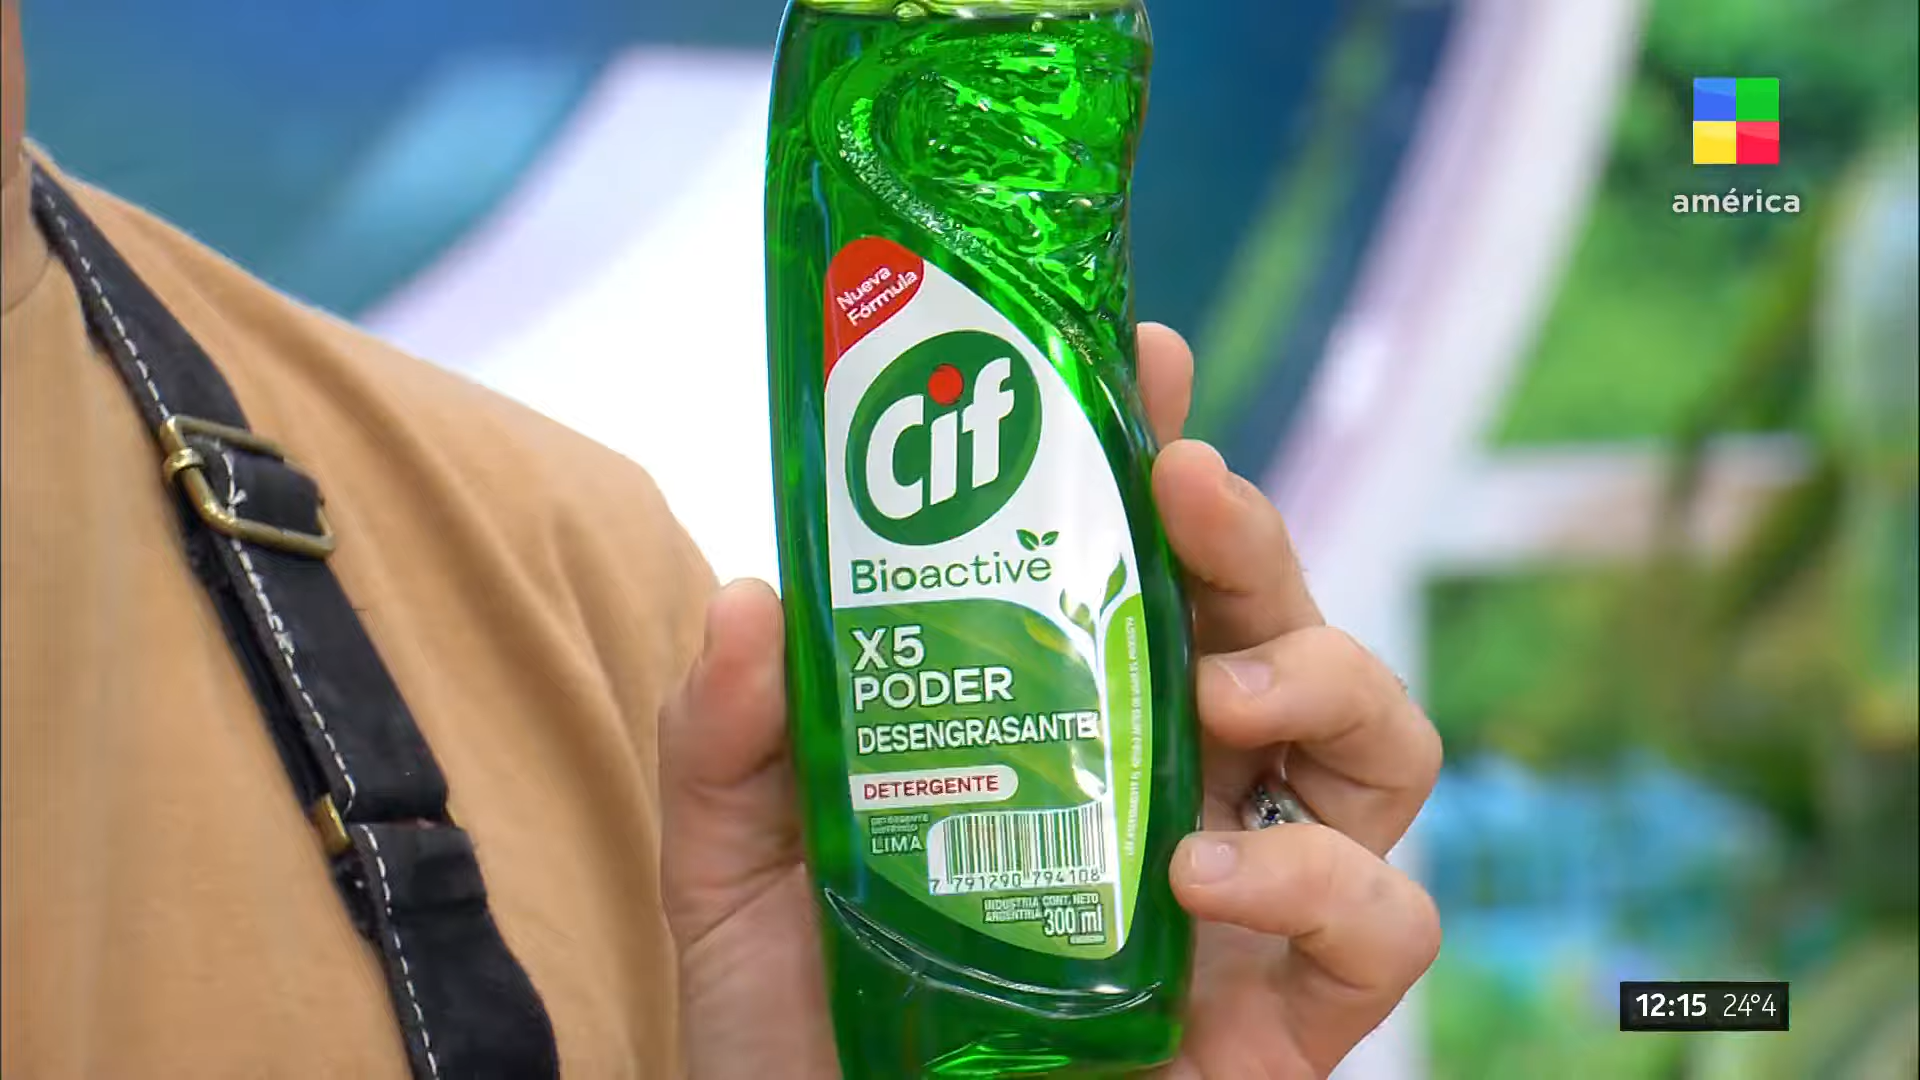 Nueva
Fórmula
Cif
Bioactive
X5
PODER
DESENGRASANTE
DETERGENTE
LIMA
7 791290 794108
INDUSTRIA
ARGENTINA
CONT. NETO
300 ml
américa
12:15 24°4